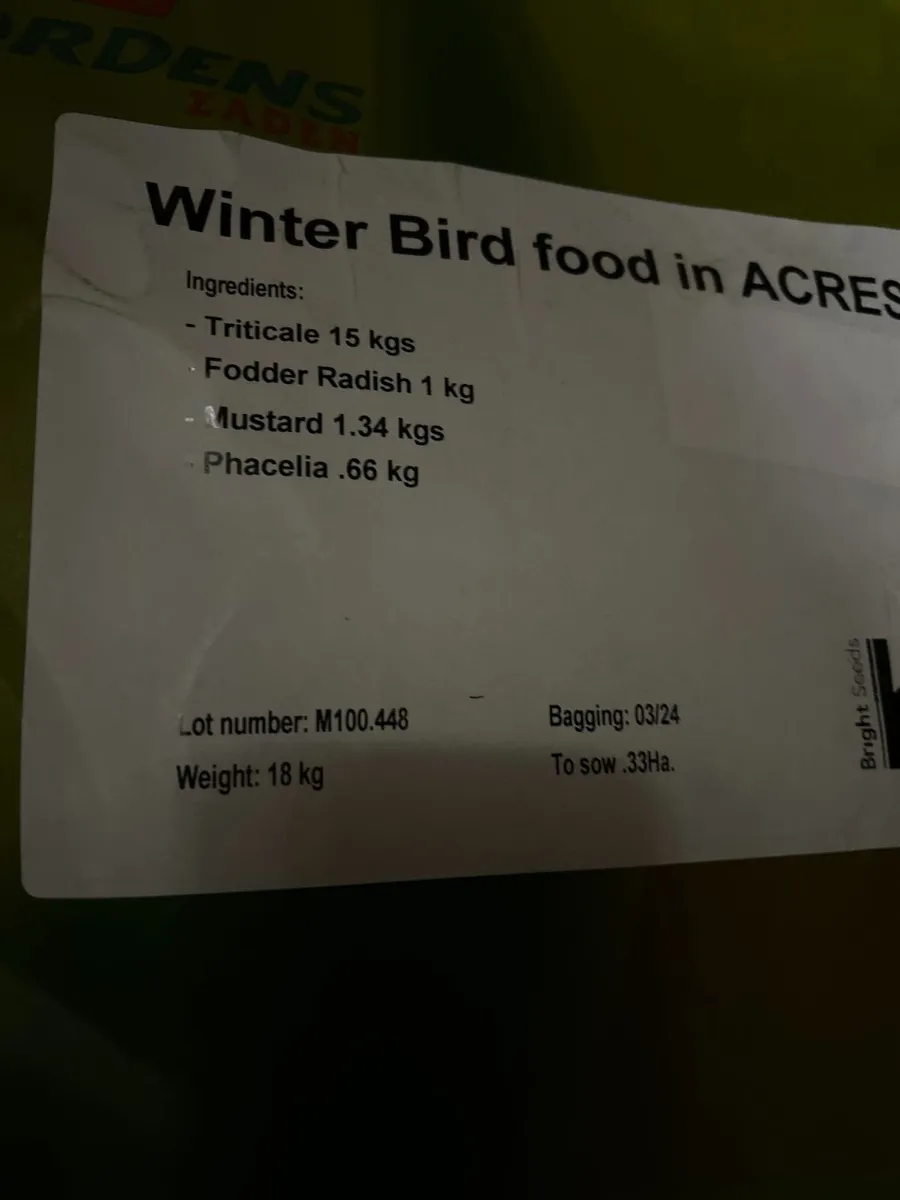 RDENS
ZADEN
Winter Bird food in ACRES
Ingredients:
- Triticale 15 kgs
- Fodder Radish 1 kg
- Mustard 1.34 kgs
- Phacelia .66 kg
Lot number: M100.448
Bagging: 03/24
Weight: 18 kg
To sow .33Ha.
Bright Seeds